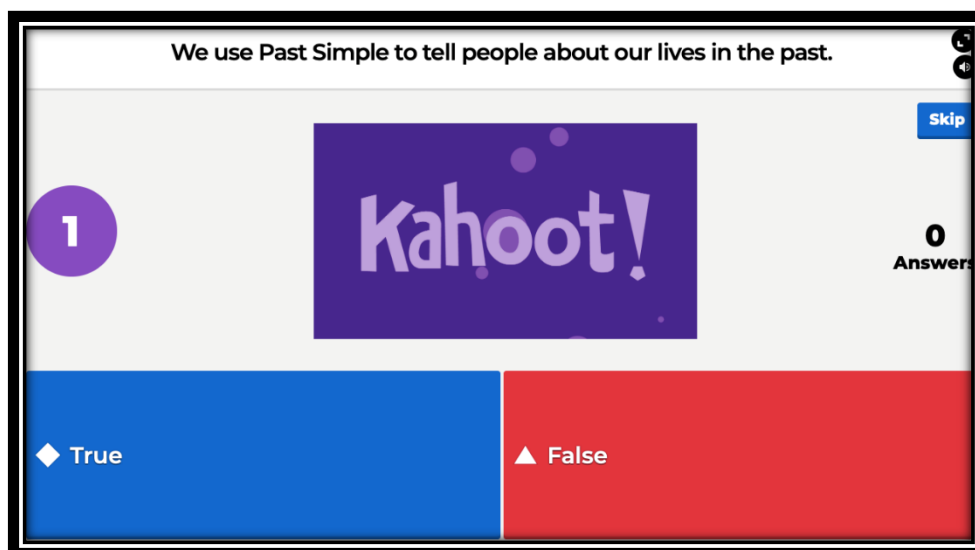 We use Past Simple to tell people about our lives in the past.
Skip
1
Kahoot!
0
Answers
True
False